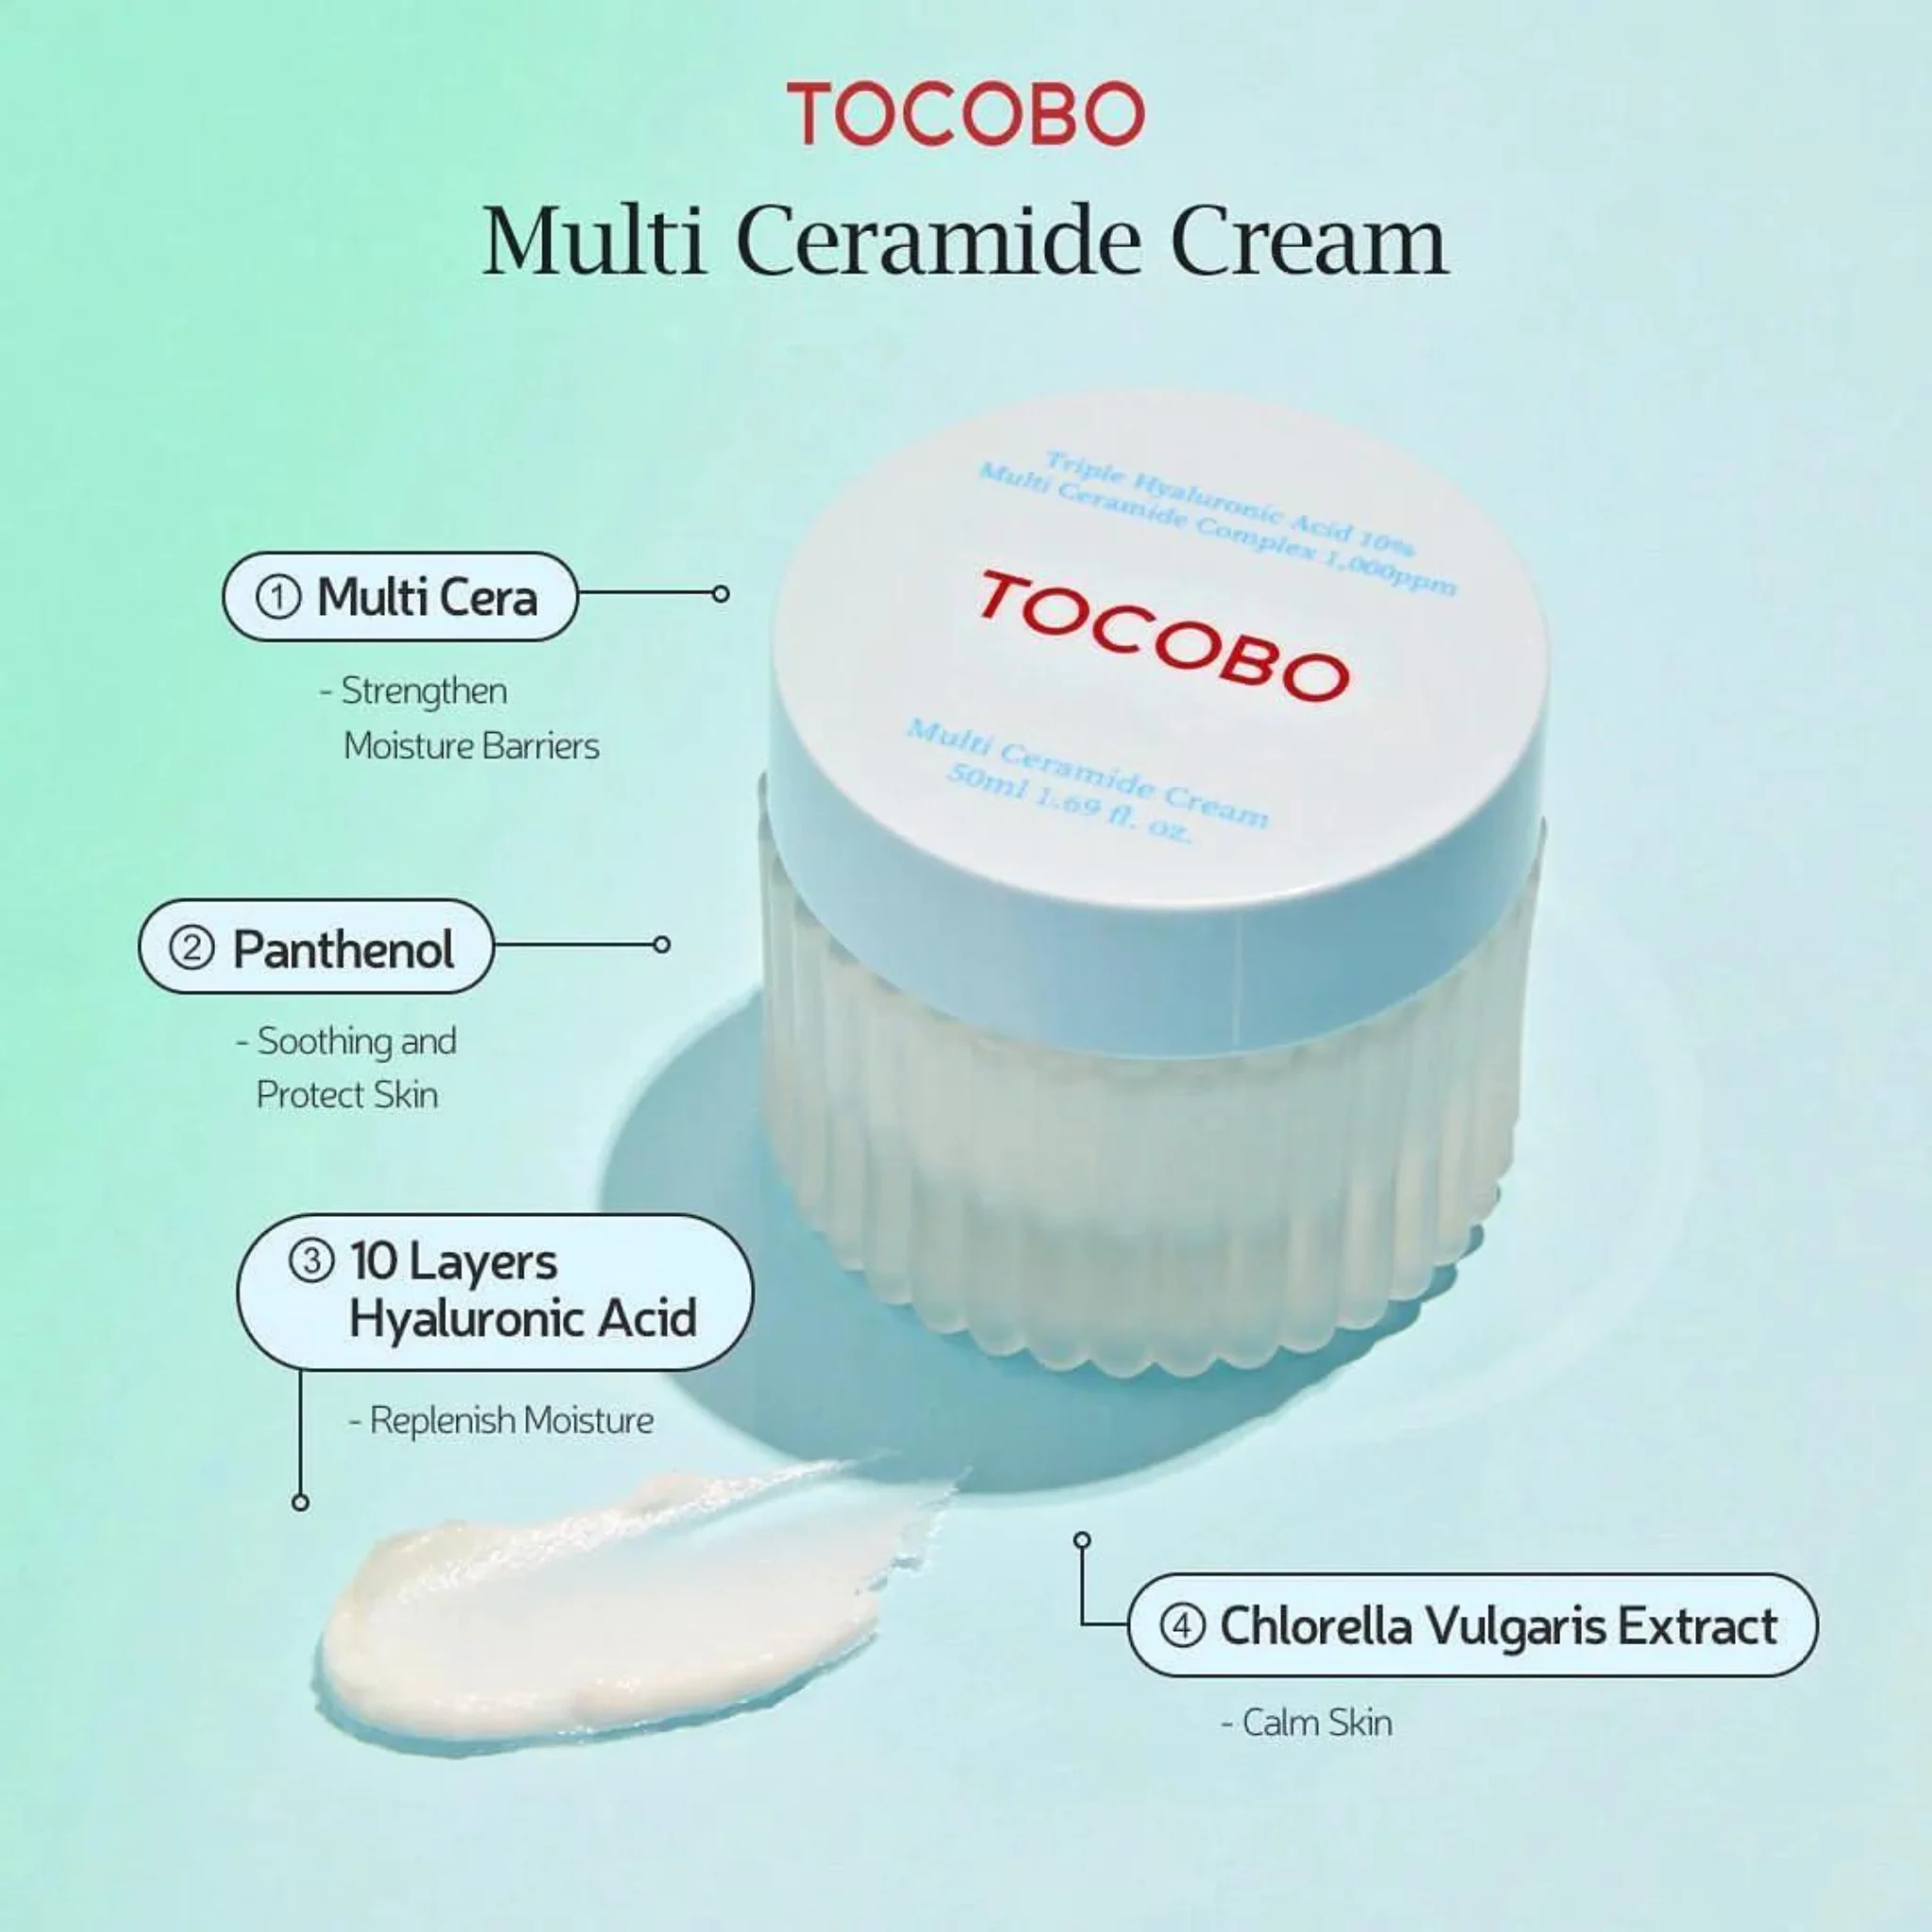 TOCOBO
Multi Ceramide Cream
Triple Hyaluronic Acid 10%
Multi Ceramide Complex 1,000ppm
TOCOBO
Multi Ceramide Cream
50ml 1.69 fl. oz.
① Multi Cera
- Strengthen
Moisture Barriers
② Panthenol
- Soothing and
Protect Skin
③ 10 Layers
Hyaluronic Acid
- Replenish Moisture
④ Chlorella Vulgaris Extract
- Calm Skin